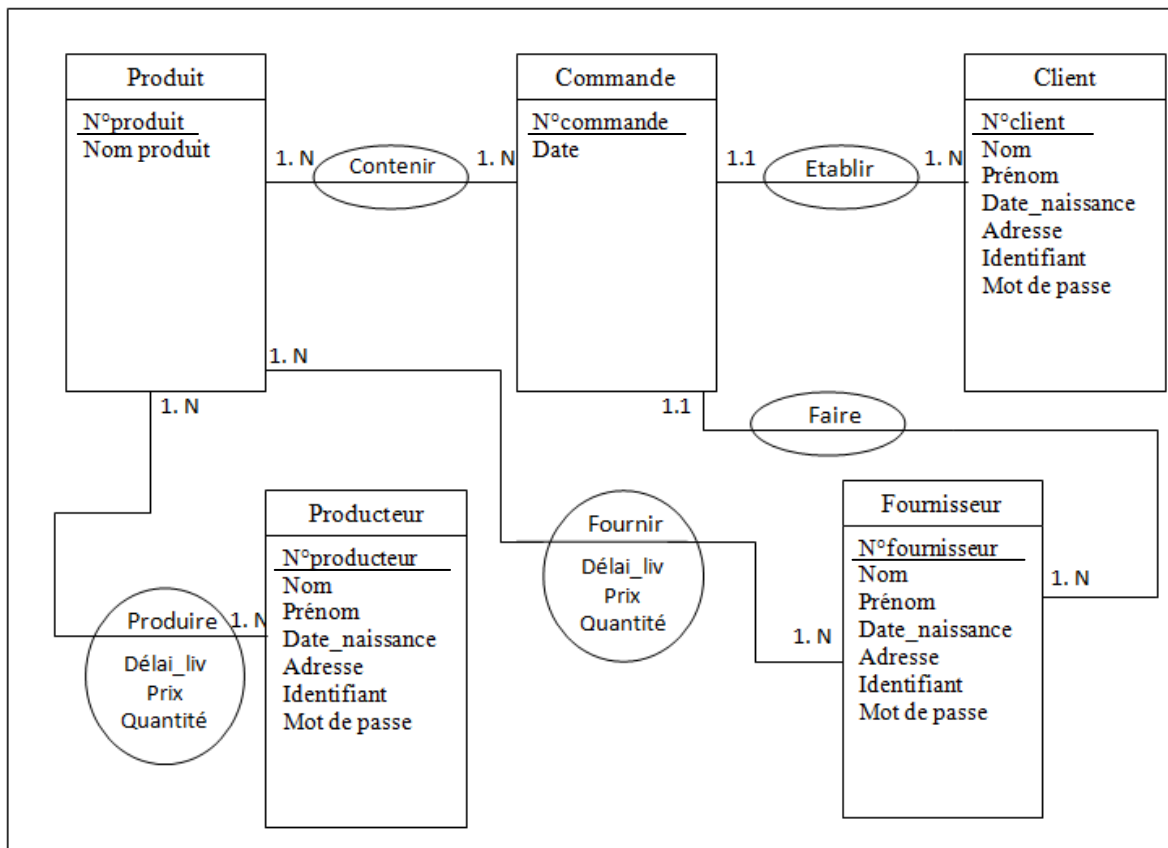 Produit
N°produit
Nom produit
1. N
Contenir
1. N
Commande
N°commande
Date
1.1
Etablir
1. N
Client
N°client
Nom
Prénom
Date_naissance
Adresse
Identifiant
Mot de passe
1. N
1. N
1.1
Faire
Producteur
N°producteur
Nom
Prénom
Date_naissance
Adresse
Identifiant
Mot de passe
Produire
1. N
Délai_liv
Prix
Quantité
Fournir
Délai_liv
Prix
Quantité
1. N
Fournisseur
N°fournisseur
Nom
Prénom
Date_naissance
Adresse
Identifiant
Mot de passe
1. N